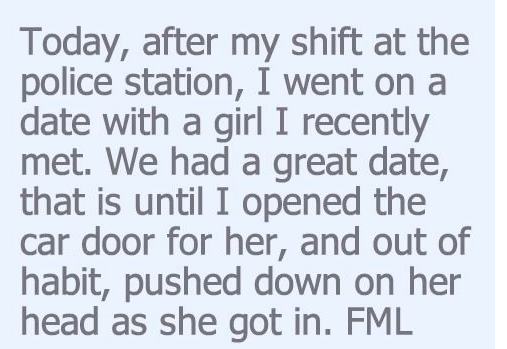 Today, after my shift at the
police station, I went on a
date with a girl I recently
met. We had a great date,
that is until I opened the
car door for her, and out of
habit, pushed down on her
head as she got in. FML